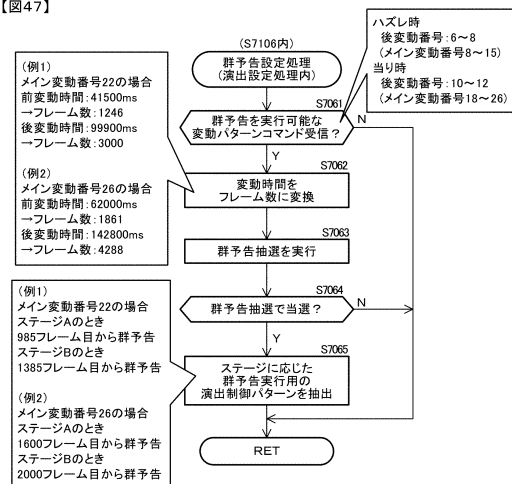 【図47】
(S7106内)
群予告設定処理
(演出設定処理内)
ハズレ時
後変動番号:6~8
(メイン変動番号8~15)
当り時
後変動番号:10~12
(メイン変動番号18~26)
S7061
群予告を実行可能な
変動パターンコマンド受信?
N
Y
(例1)
メイン変動番号22の場合
前変動時間:41500ms
→フレーム数:1246
後変動時間:99900ms
→フレーム数:3000
(例2)
メイン変動番号26の場合
前変動時間:62000ms
→フレーム数:1861
後変動時間:142800ms
→フレーム数:4288
S7062
変動時間を
フレーム数に変換
S7063
群予告抽選を実行
S7064
群予告抽選で当選?
N
Y
(例1)
メイン変動番号22の場合
ステージAのとき
985フレーム目から群予告
ステージBのとき
1385フレーム目から群予告
(例2)
メイン変動番号26の場合
ステージAのとき
1600フレーム目から群予告
ステージBのとき
2000フレーム目から群予告
S7065
ステージに応じた
群予告実行用の
演出制御パターンを抽出
RET